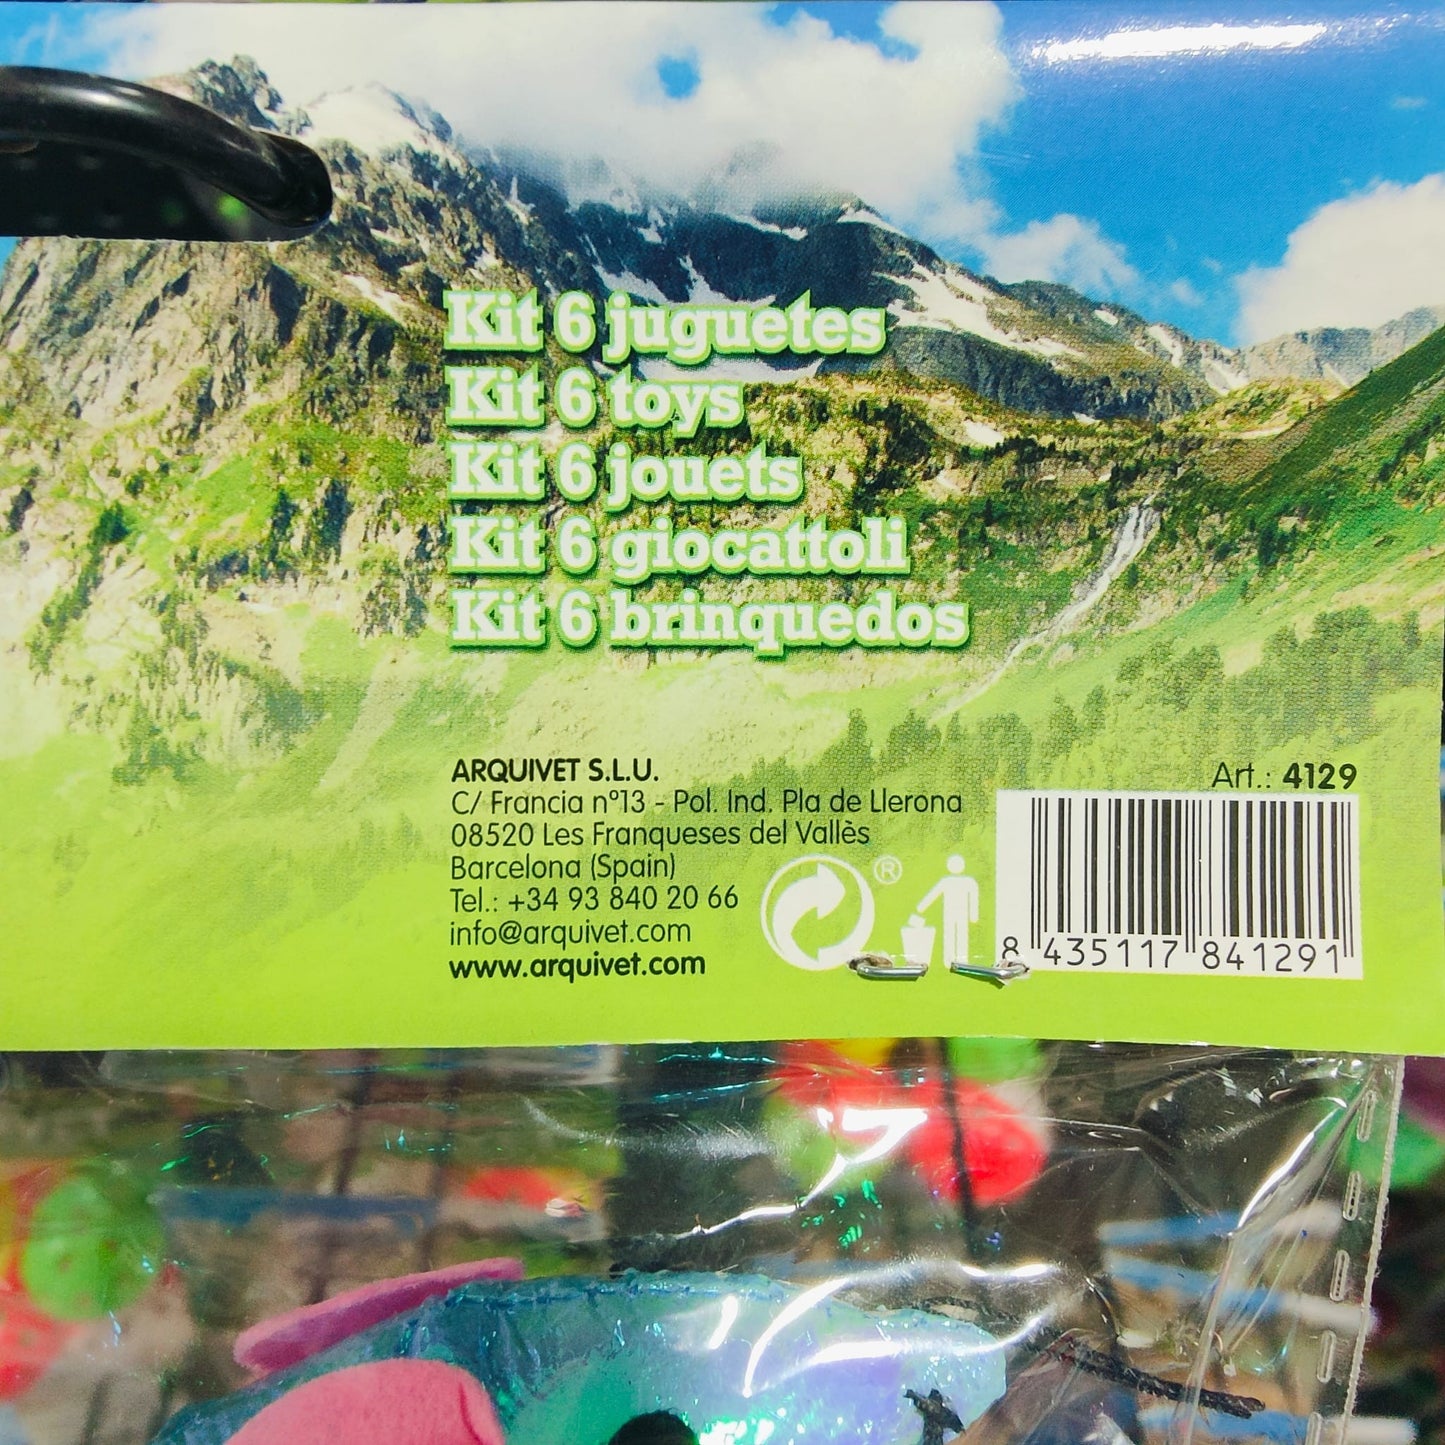 Kit 6 juguetes
Kit 6 toys
Kit 6 jouets
Kit 6 giocattoli
Kit 6 brinquedos
ARQUIVET S.L.U.
C/ Francia nº13 - Pol. Ind. Pla de Llerona
08520 Les Franqueses del Vallès
Barcelona (Spain)
Tel.: +34 93 840 20 66
info@arquivet.com
www.arquivet.com
®
Art.: 4129
8 435117 841291